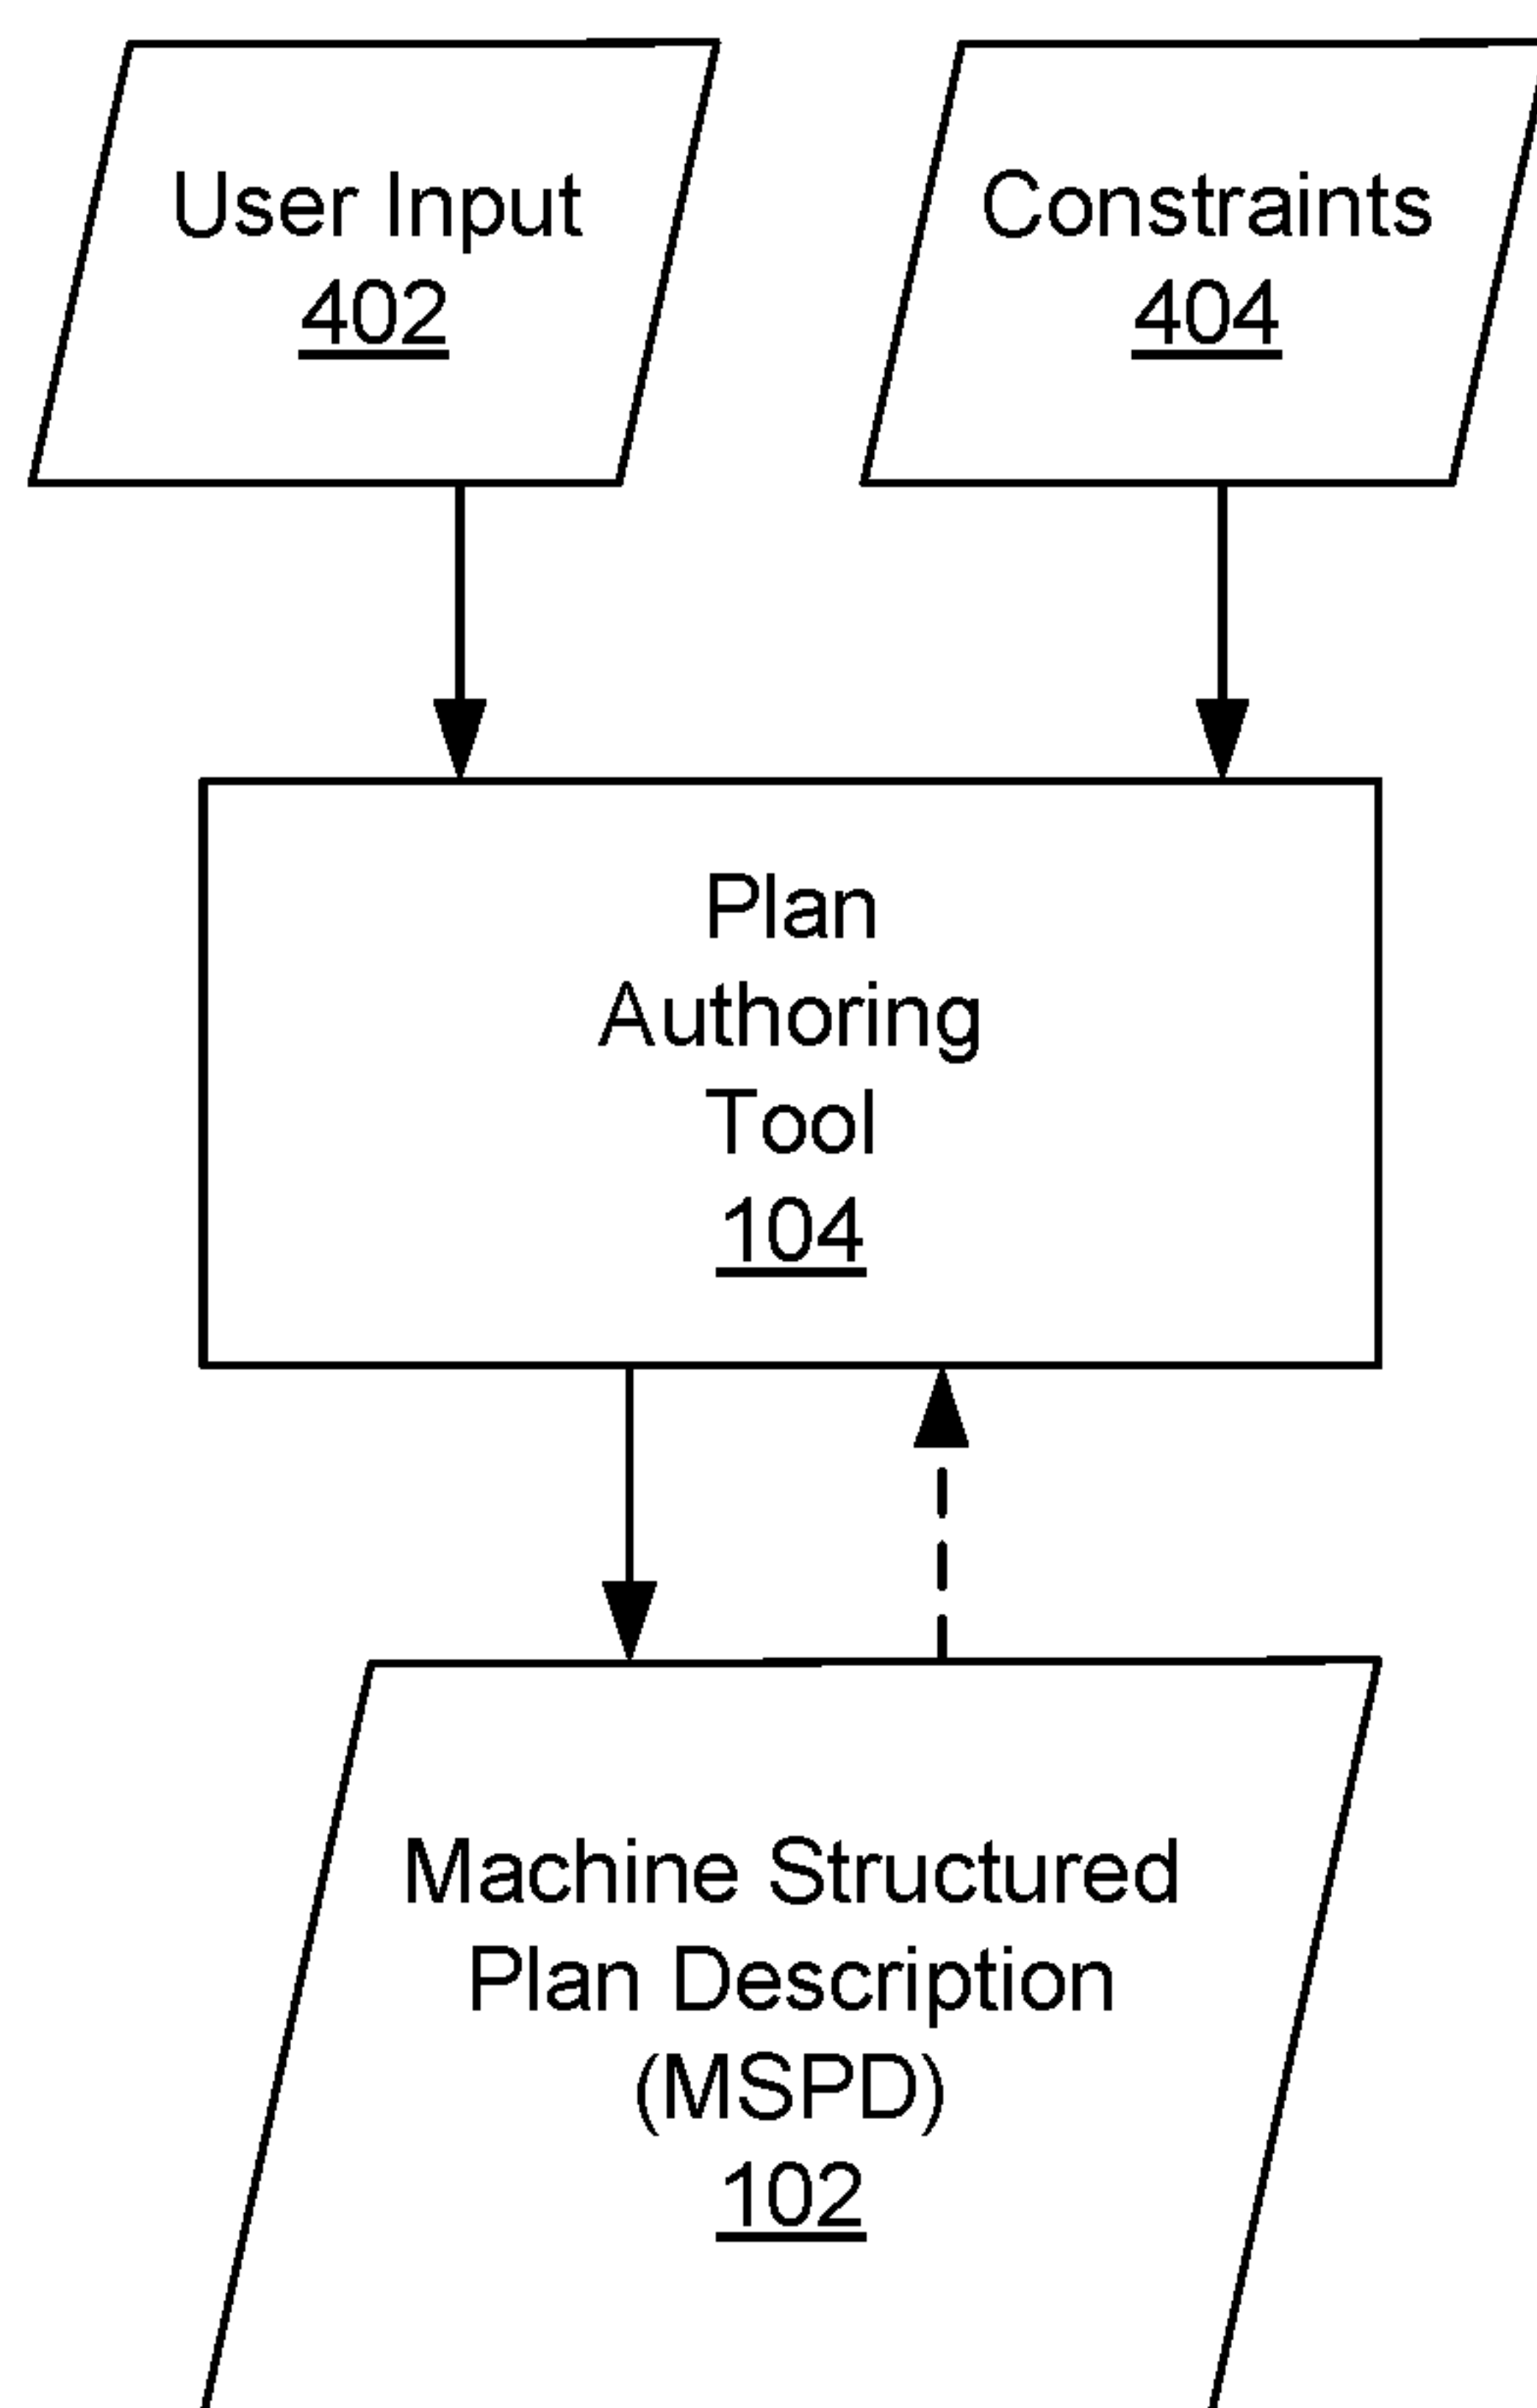 User Input
402
Constraints
404
Plan
Authoring
Tool
104
Machine Structured
Plan Description
(MSPD)
102